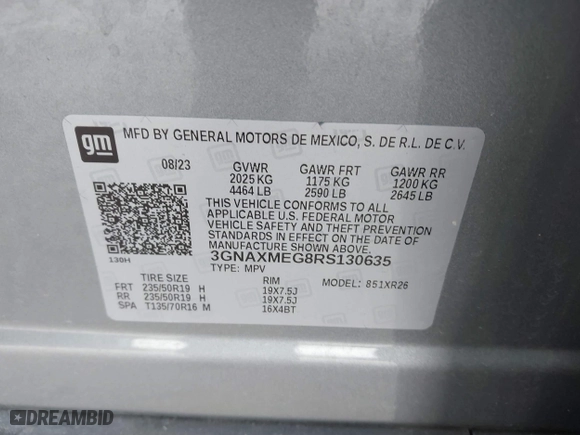 gm
MFD BY GENERAL MOTORS DE MEXICO, S. DE R.L. DE C.V.
08/23 GVWR GAWR FRT GAWR RR
2025 KG 1175 KG 1200 KG
4464 LB 2590 LB 2645 LB
THIS VEHICLE CONFORMS TO ALL
APPLICABLE U.S. FEDERAL MOTOR
VEHICLE SAFETY AND THEFT PREVENTION
STANDARDS IN EFFECT ON THE DATE OF
MANUFACTURE SHOWN ABOVE.
3GNAXMEG8RS130635
130H
TYPE: MPV
TIRE SIZE RIM MODEL: 851XR26
FRT 235/50R19 H 19X7.5J
RR 235/50R19 H 19X7.5J
SPA T135/70R16 M 16X4BT
DREAMBID